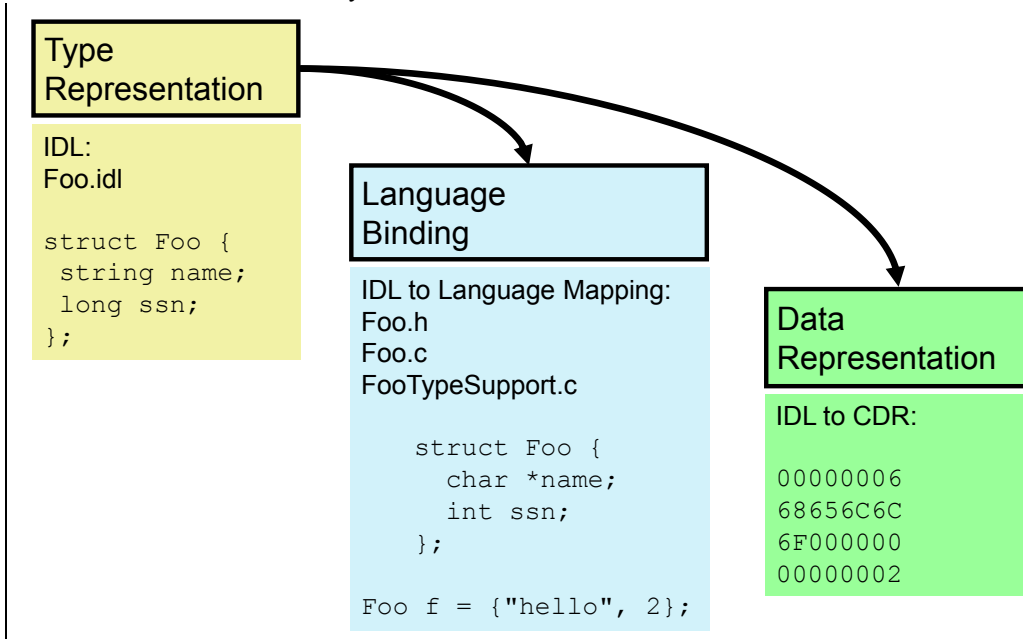 Type
Representation
IDL:
Foo.idl
struct Foo {
 string name;
 long ssn;
};
Language
Binding
IDL to Language Mapping:
Foo.h
Foo.c
FooTypeSupport.c
struct Foo {
  char *name;
  int ssn;
};
Foo f = {"hello", 2};
Data
Representation
IDL to CDR:
00000006
68656C6C
6F000000
00000002